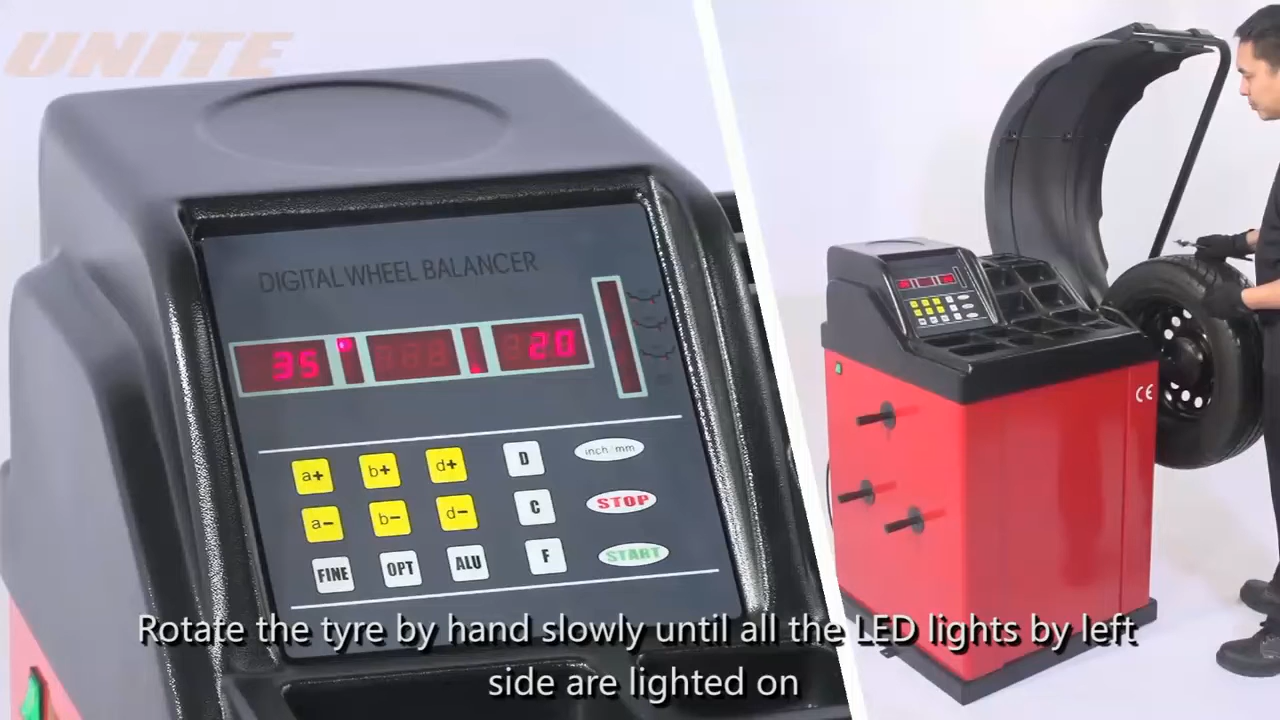 UNITE
DIGITAL WHEEL BALANCER
35 20
a+ b+ d+ D inch/mm
a- b- d- C STOP
FINE OPT ALU F START
CE
Rotate the tyre by hand slowly until all the LED lights by left
side are lighted on